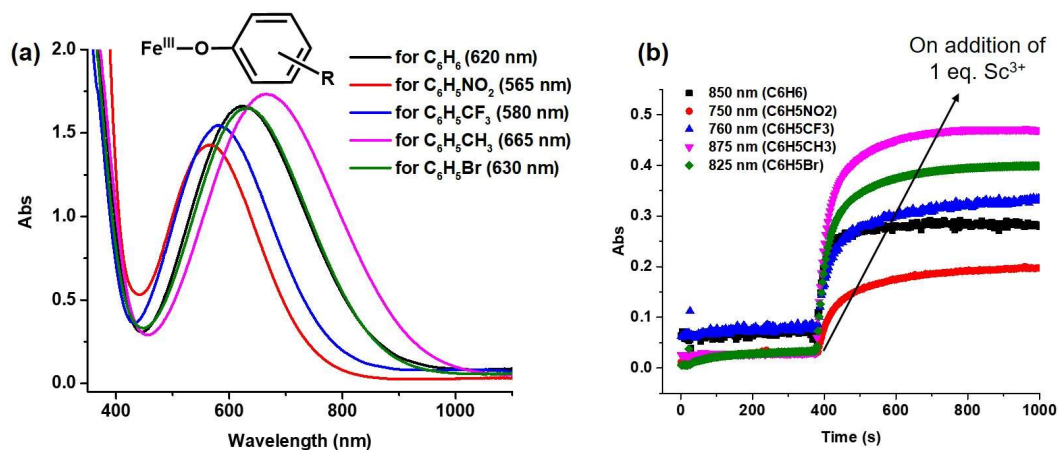 (a)
Fe^III
O
R
for C₆H₆ (620 nm)
for C₆H₅NO₂ (565 nm)
for C₆H₅CF₃ (580 nm)
for C₆H₅CH₃ (665 nm)
for C₆H₅Br (630 nm)
2.0
1.5
1.0
0.5
0.0
Abs
400 600 800 1000
Wavelength (nm)
(b)
On addition of
1 eq. Sc³⁺
850 nm (C6H6)
750 nm (C6H5NO2)
760 nm (C6H5CF3)
875 nm (C6H5CH3)
825 nm (C6H5Br)
0.5
0.4
0.3
0.2
0.1
0.0
Abs
0 200 400 600 800 1000
Time (s)